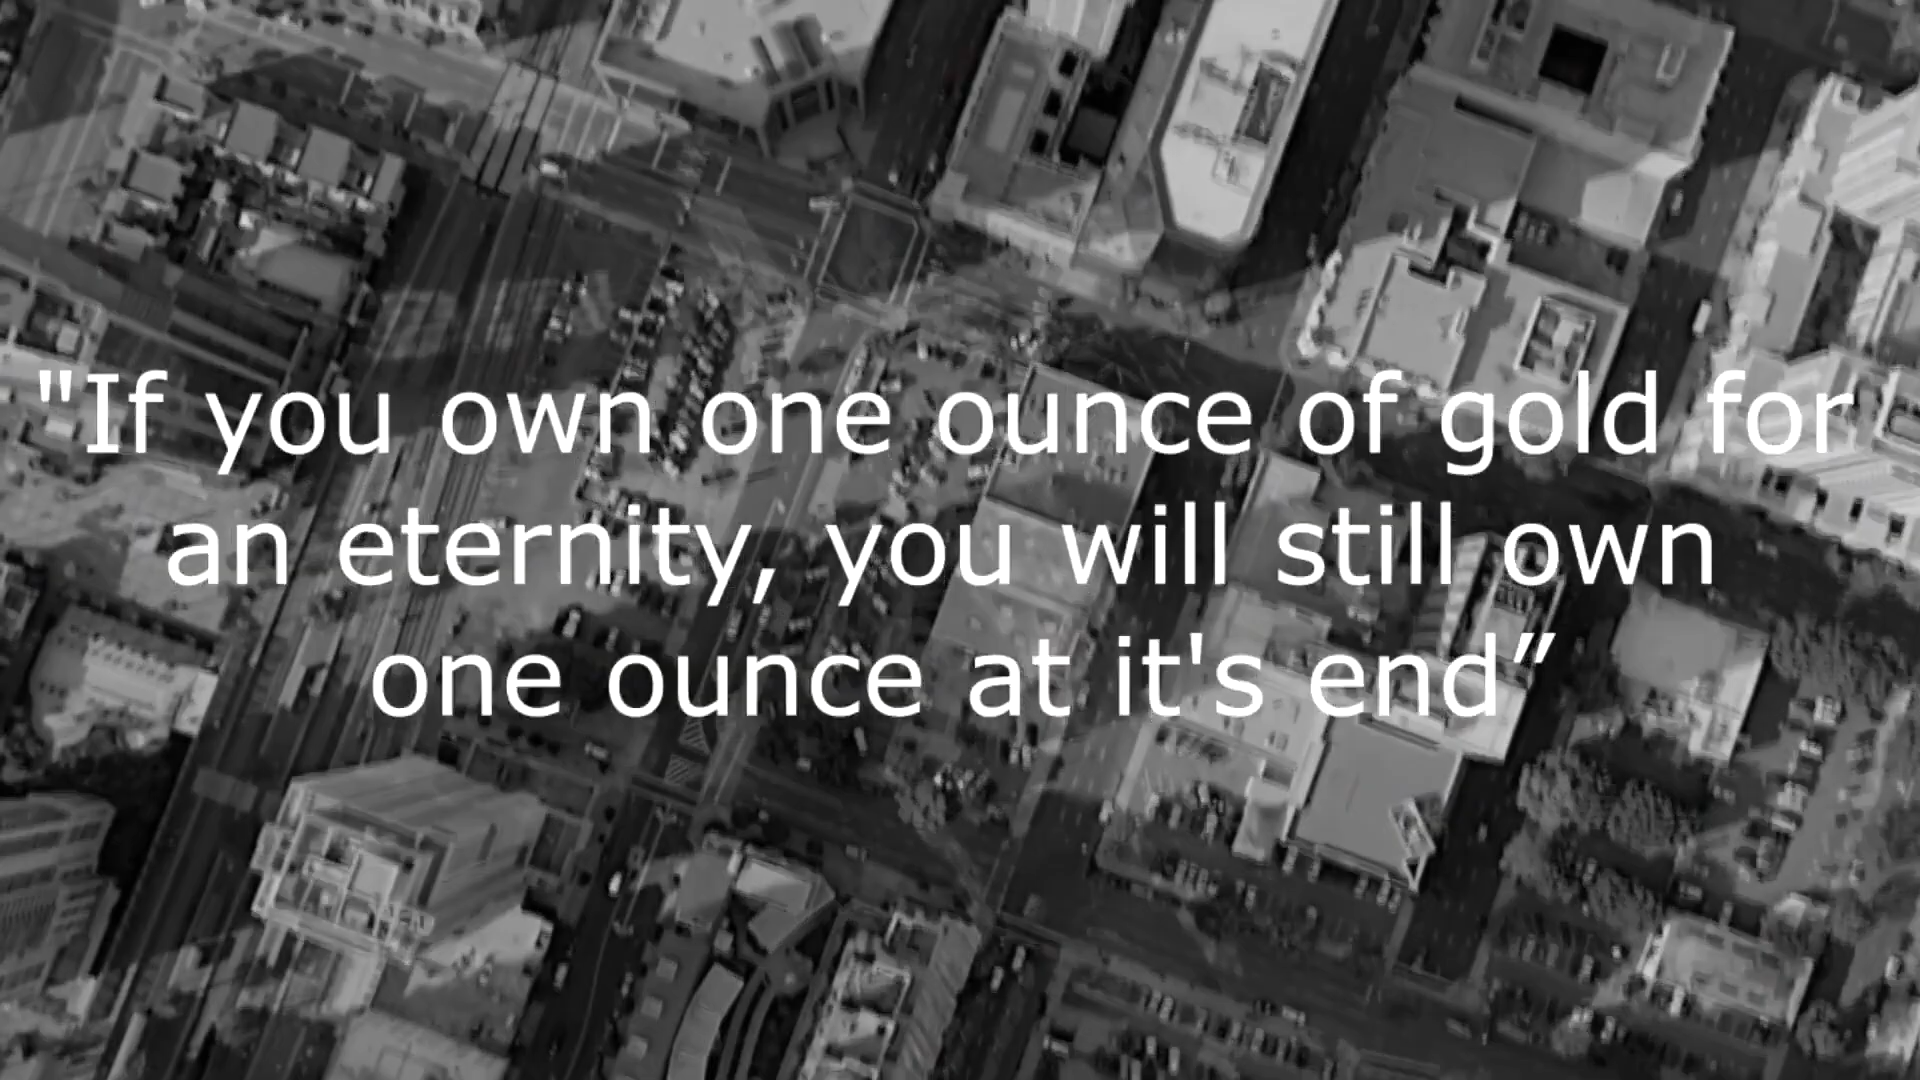 "If you own one ounce of gold for
an eternity, you will still own
one ounce at it's end”